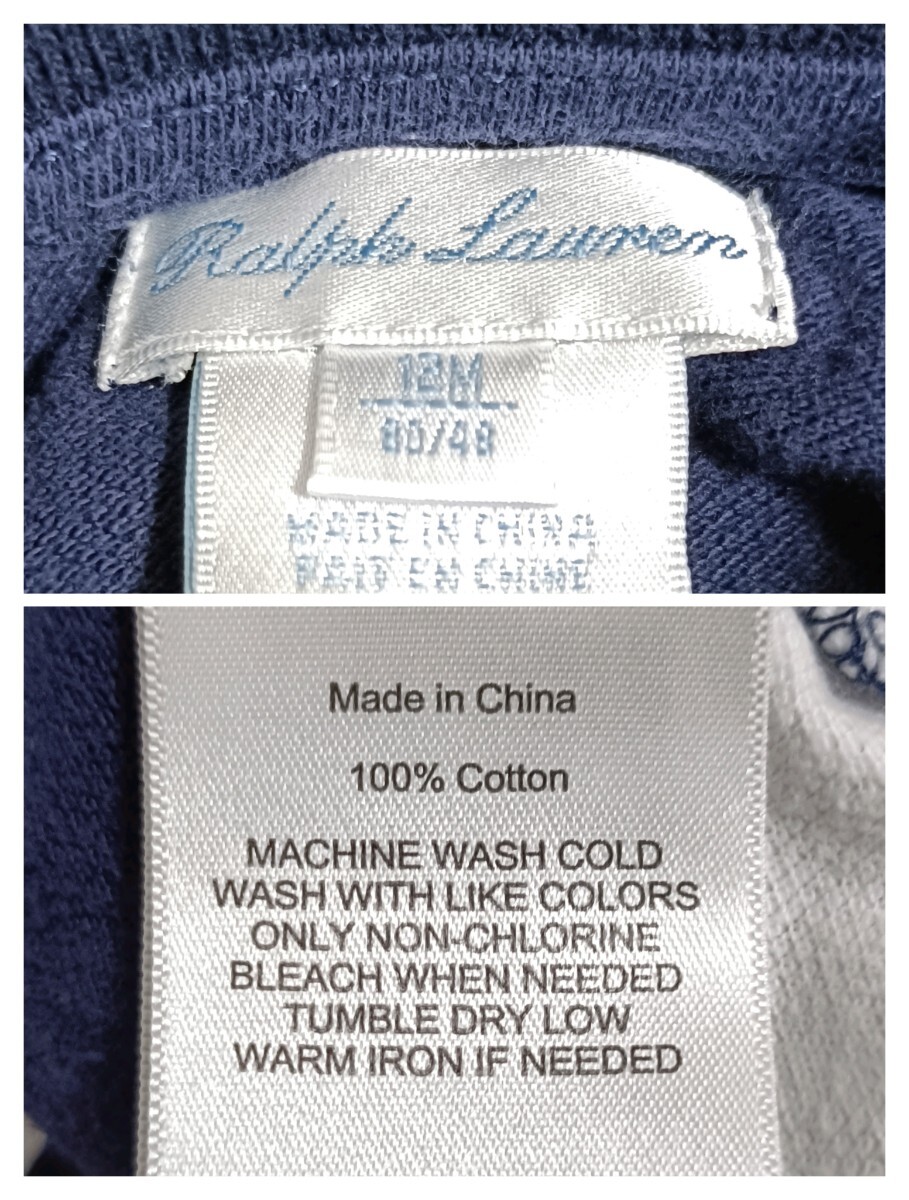 Ralph Lauren
12M
80/48
MADE IN CHINA
FAIT EN CHINE
Made in China
100% Cotton
MACHINE WASH COLD
WASH WITH LIKE COLORS
ONLY NON-CHLORINE
BLEACH WHEN NEEDED
TUMBLE DRY LOW
WARM IRON IF NEEDED